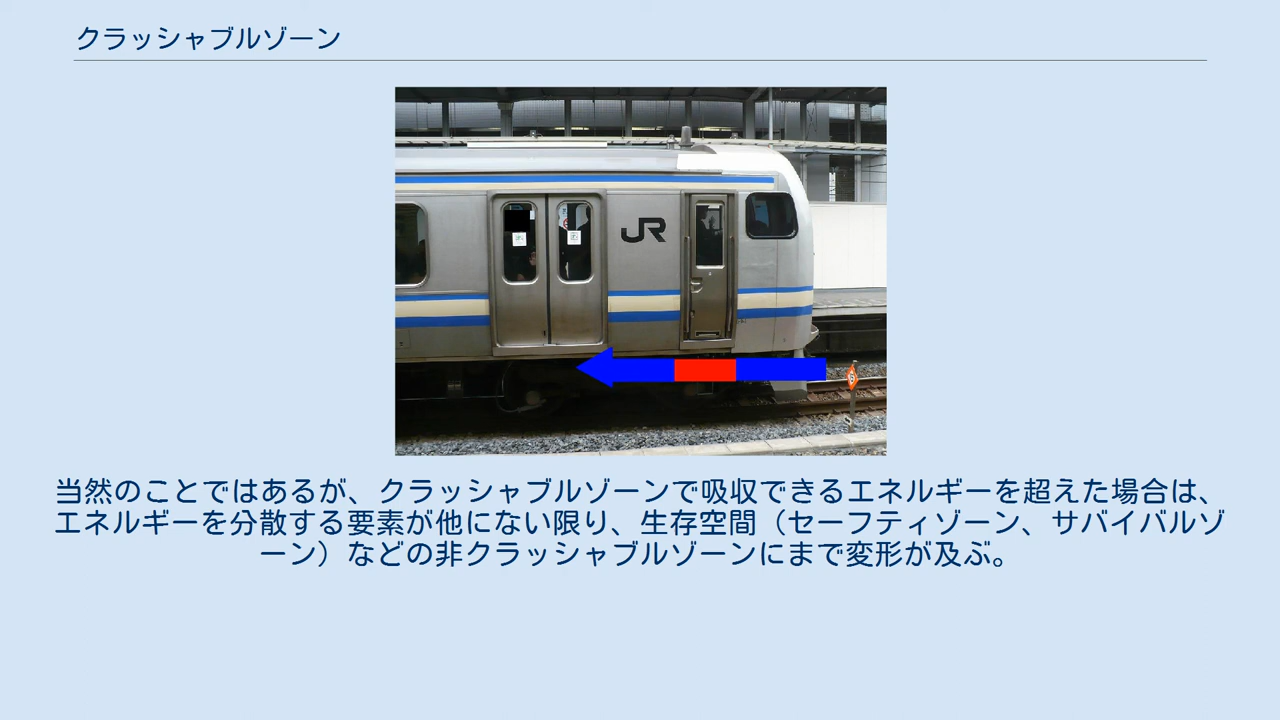 クラッシャブルゾーン
JR
当然のことではあるが、クラッシャブルゾーンで吸収できるエネルギーを超えた場合は、
エネルギーを分散する要素が他にない限り、生存空間（セーフティゾーン、サバイバルゾ
ーン）などの非クラッシャブルゾーンにまで変形が及ぶ。